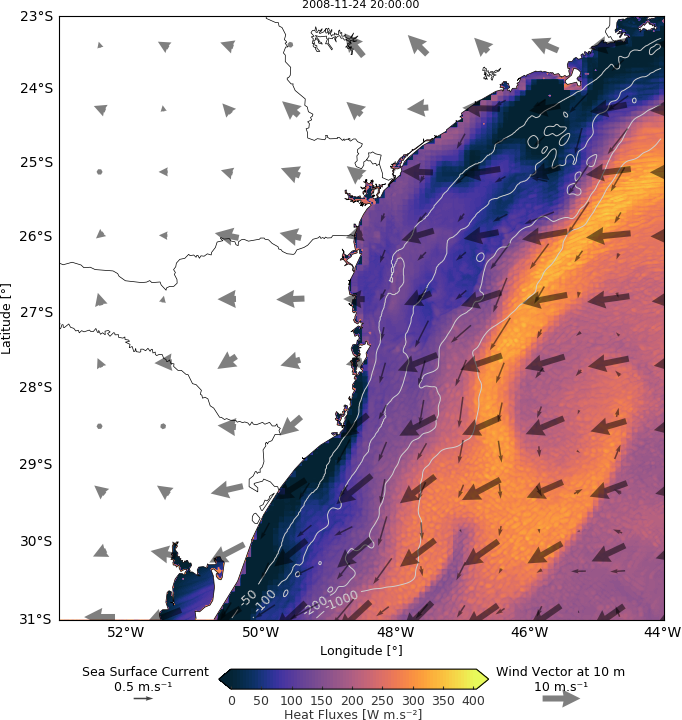 2008-11-24 20:00:00
23°S
24°S
25°S
26°S
27°S
28°S
29°S
30°S
31°S
Latitude [°]
-50
-100
-200
-1000
52°W 50°W 48°W 46°W 44°W
Longitude [°]
Sea Surface Current
0.5 m.s⁻¹
0 50 100 150 200 250 300 350 400
Heat Fluxes [W m.s⁻²]
Wind Vector at 10 m
10 m.s⁻¹